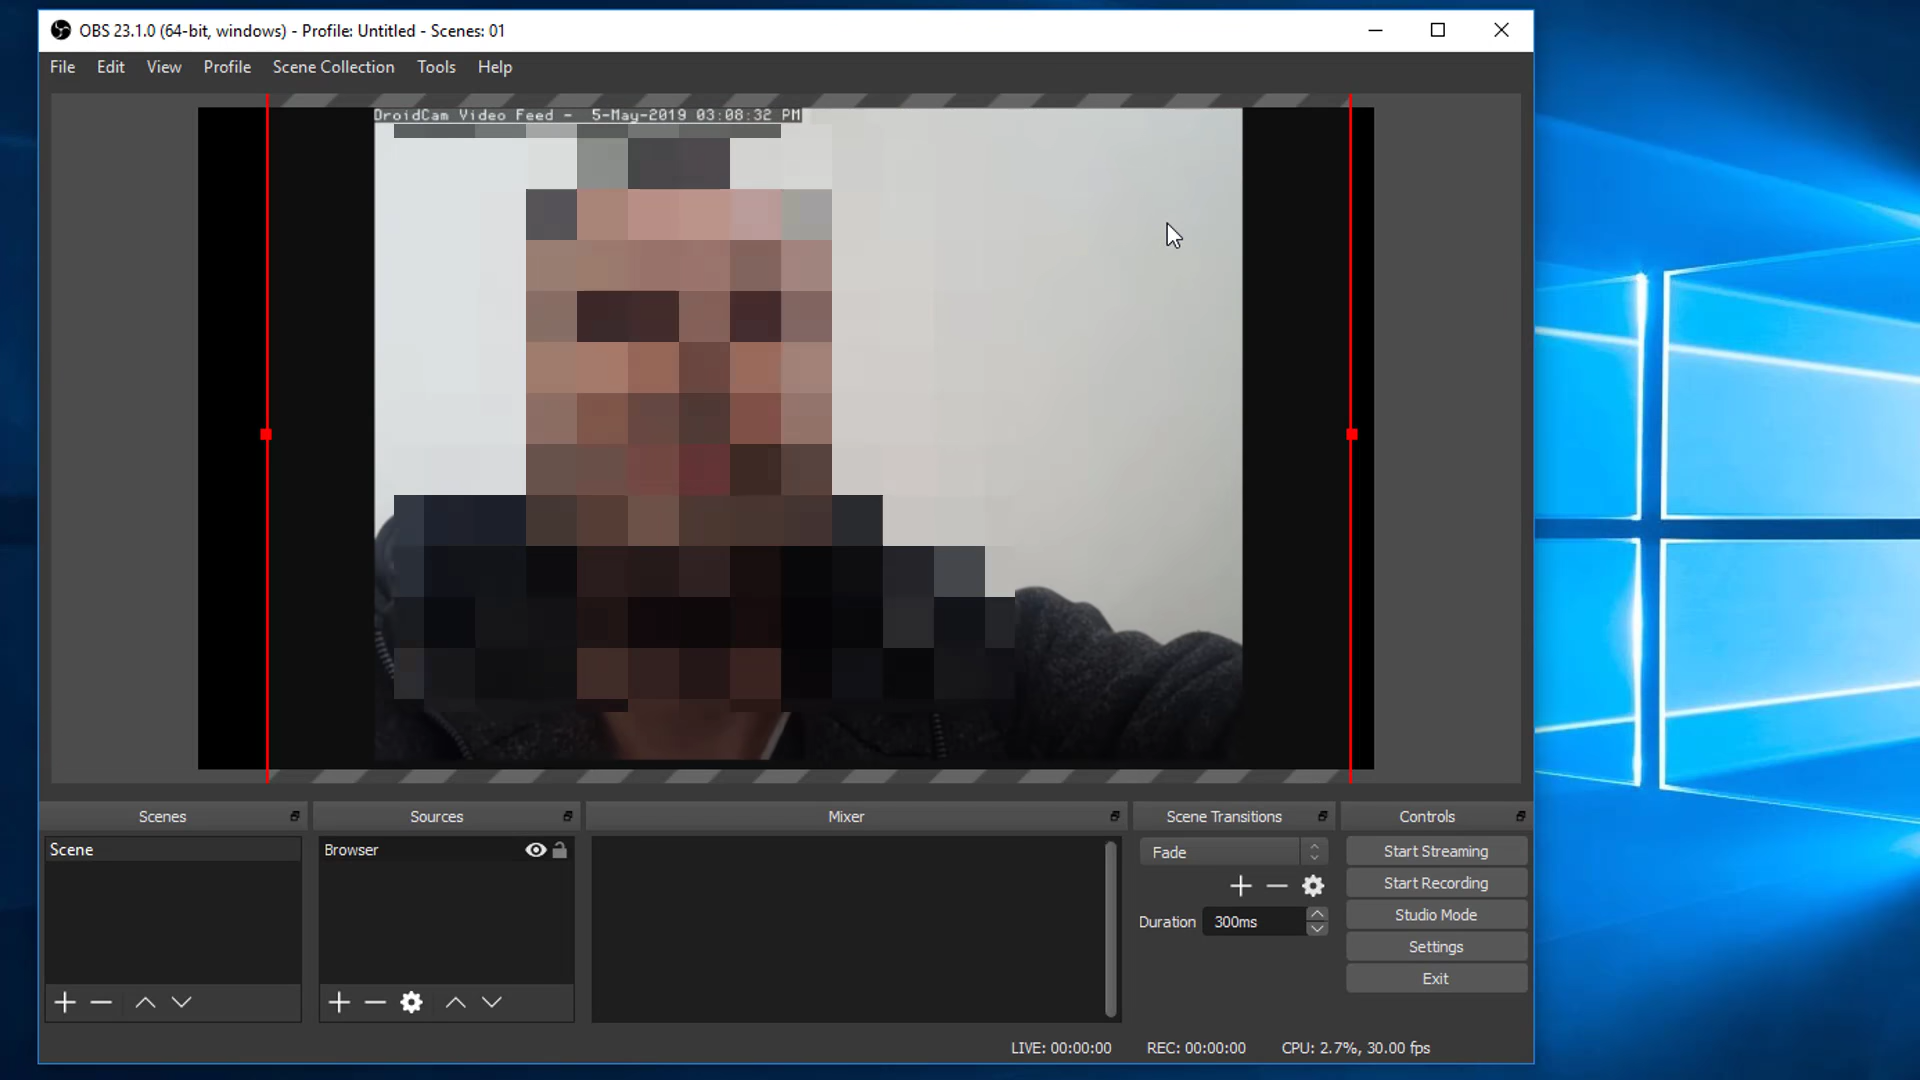 OBS 23.1.0 (64-bit, windows) - Profile: Untitled - Scenes: 01
File Edit View Profile Scene Collection Tools Help
DroidCam Video Feed - 5-May-2019 03:08:32 PM
Scenes Sources Mixer Scene Transitions Controls
Scene Browser Fade Start Streaming
Start Recording
Duration 300ms Studio Mode
Settings
Exit
LIVE: 00:00:00 REC: 00:00:00 CPU: 2.7%, 30.00 fps